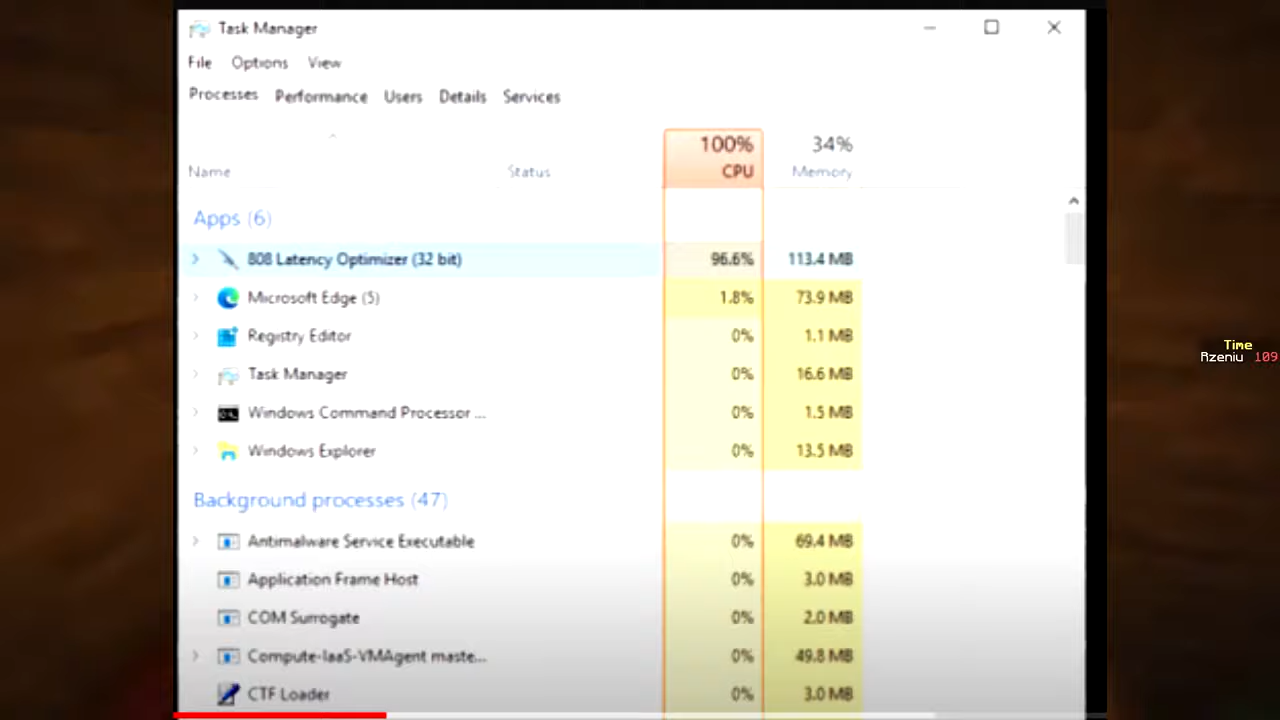 Task Manager
File Options View
Processes Performance Users Details Services
100% 34%
Name Status CPU Memory
Apps (6)
808 Latency Optimizer (32 bit) 96.6% 113.4 MB
Microsoft Edge (5) 1.8% 73.9 MB
Registry Editor 0% 1.1 MB
Time
Rzeniu 109
Task Manager 0% 16.6 MB
Windows Command Processor ... 0% 1.5 MB
Windows Explorer 0% 13.5 MB
Background processes (47)
Antimalware Service Executable 0% 69.4 MB
Application Frame Host 0% 3.0 MB
COM Surrogate 0% 2.0 MB
Compute-IaaS-VMAgent maste... 0% 49.8 MB
CTF Loader 0% 3.0 MB